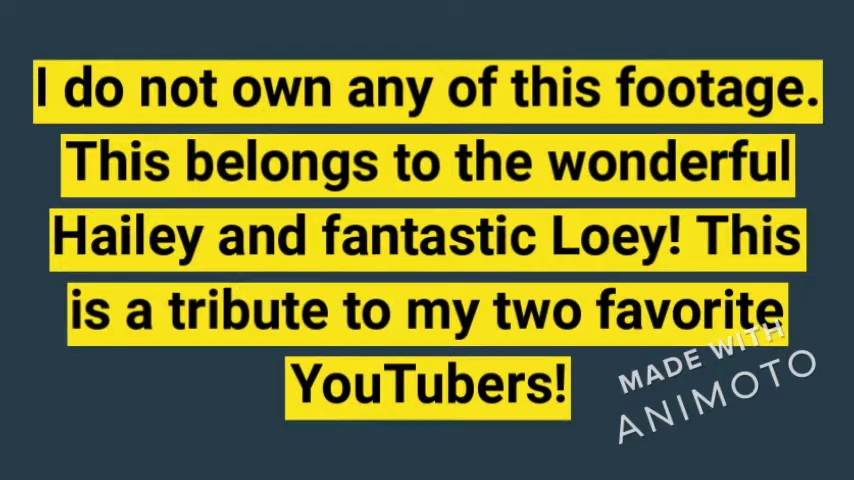 I do not own any of this footage.
This belongs to the wonderful
Hailey and fantastic Loey! This
is a tribute to my two favorite
YouTubers!
MADE WITH
ANIMOTO